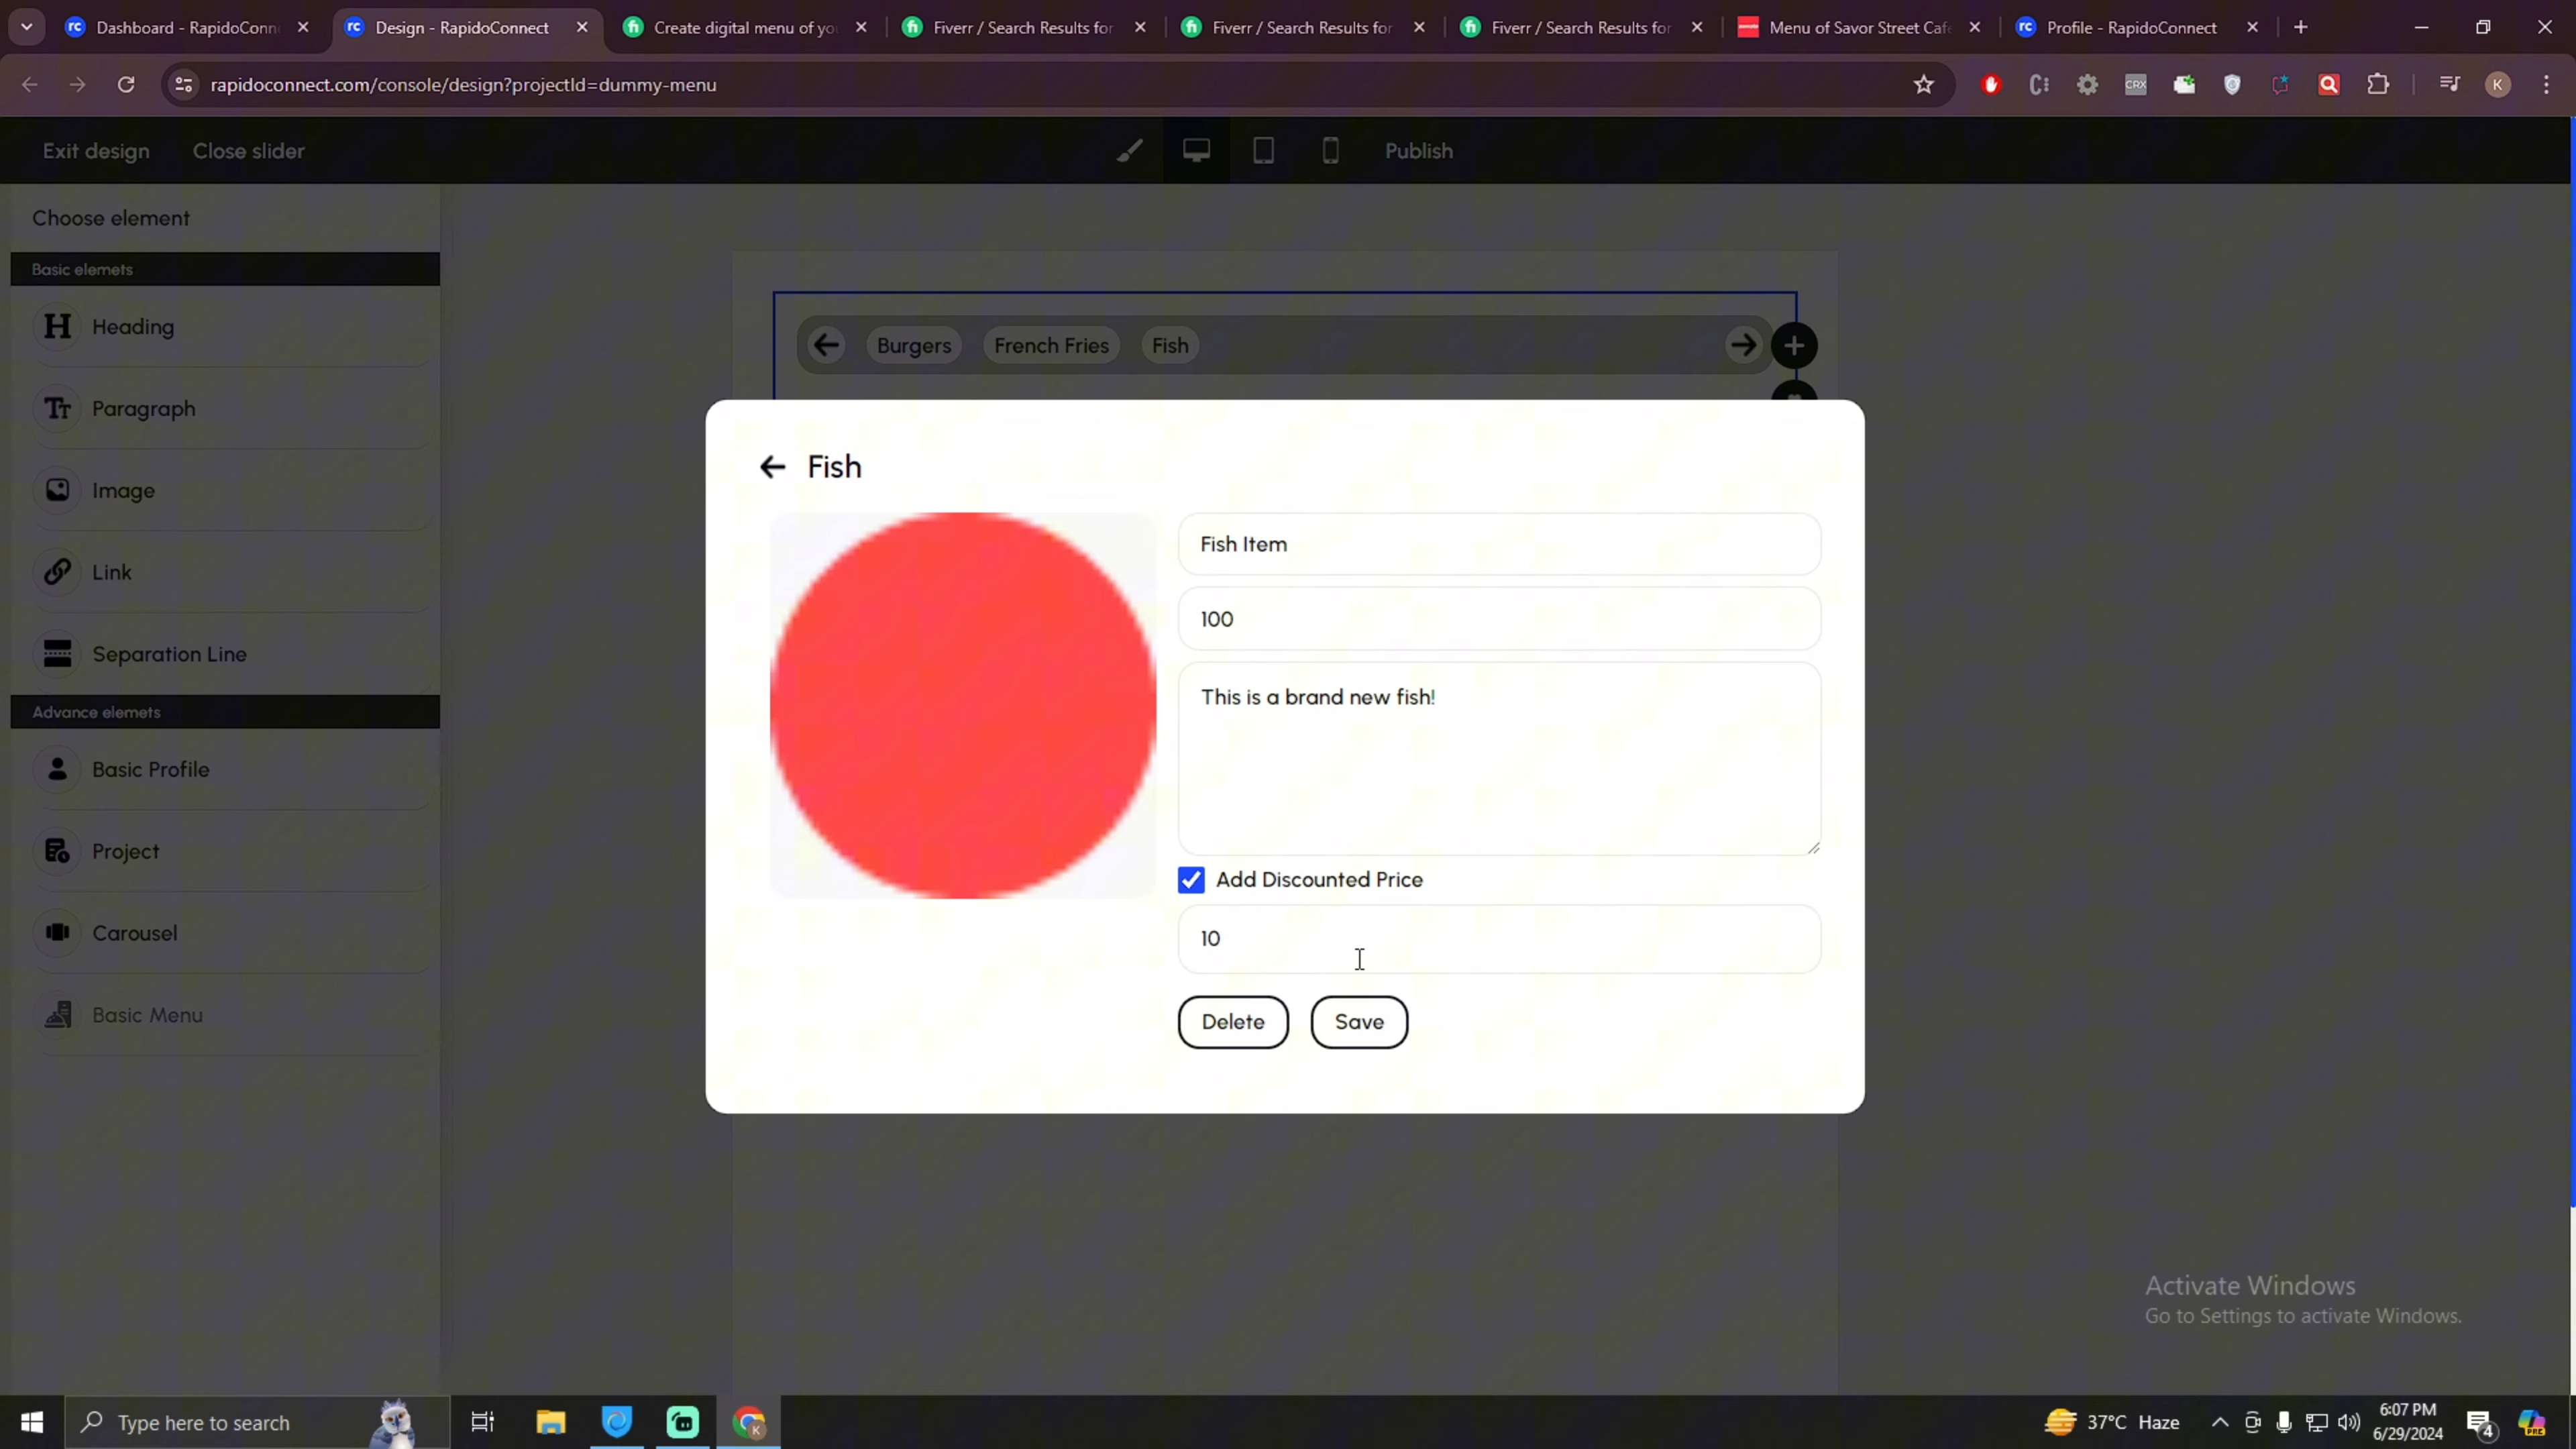 Dashboard - RapidoConn
Design - RapidoConnect
Create digital menu of yo
Fiverr / Search Results for
Fiverr / Search Results for
Fiverr / Search Results for
Menu of Savor Street Caf
Profile - RapidoConnect
rapidoconnect.com/console/design?projectId=dummy-menu
CRX
K
Exit design
Close slider
Publish
Choose element
Basic elemets
H Heading
Paragraph
Image
Link
Separation Line
Advance elemets
Basic Profile
Project
Carousel
Basic Menu
Burgers
French Fries
Fish
Fish
Fish Item
100
This is a brand new fish!
Add Discounted Price
10
Delete
Save
Activate Windows
Go to Settings to activate Windows.
Type here to search
K
37°C Haze
6:07 PM
6/29/2024
4
PRE